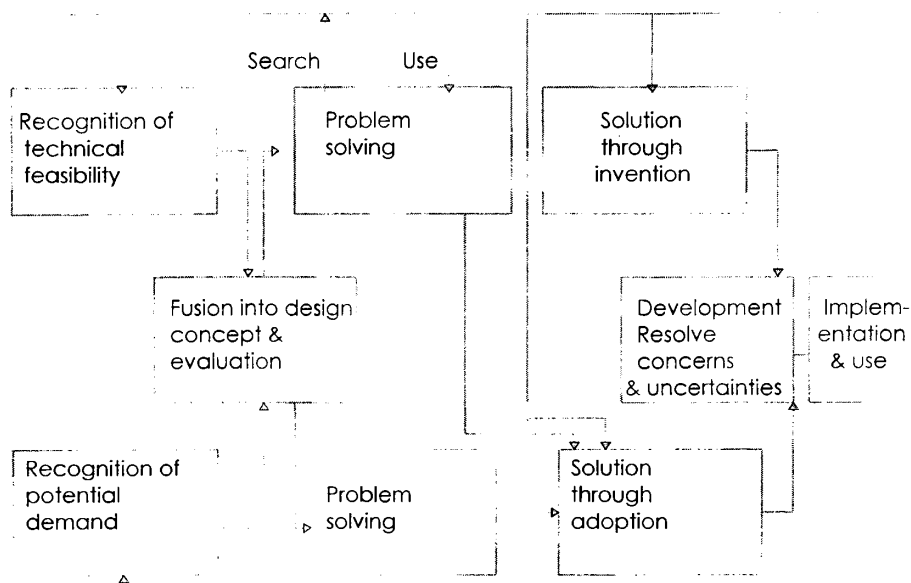 Search
Use
Recognition of
technical
feasibility
Problem
solving
Solution
through
invention
Fusion into design
concept &
evaluation
Development
Resolve
concerns
& uncertainties
Implem-
entation
& use
Recognition of
potential
demand
Problem
solving
Solution
through
adoption